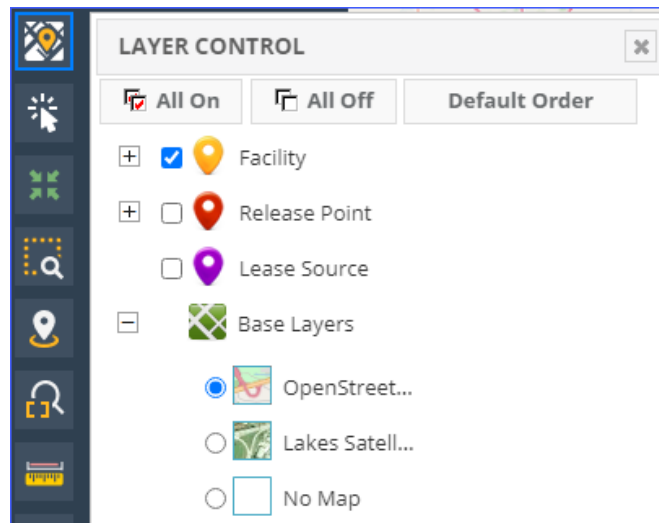 LAYER CONTROL
All On All Off Default Order
Facility
Release Point
Lease Source
Base Layers
OpenStreet...
Lakes Satell...
No Map